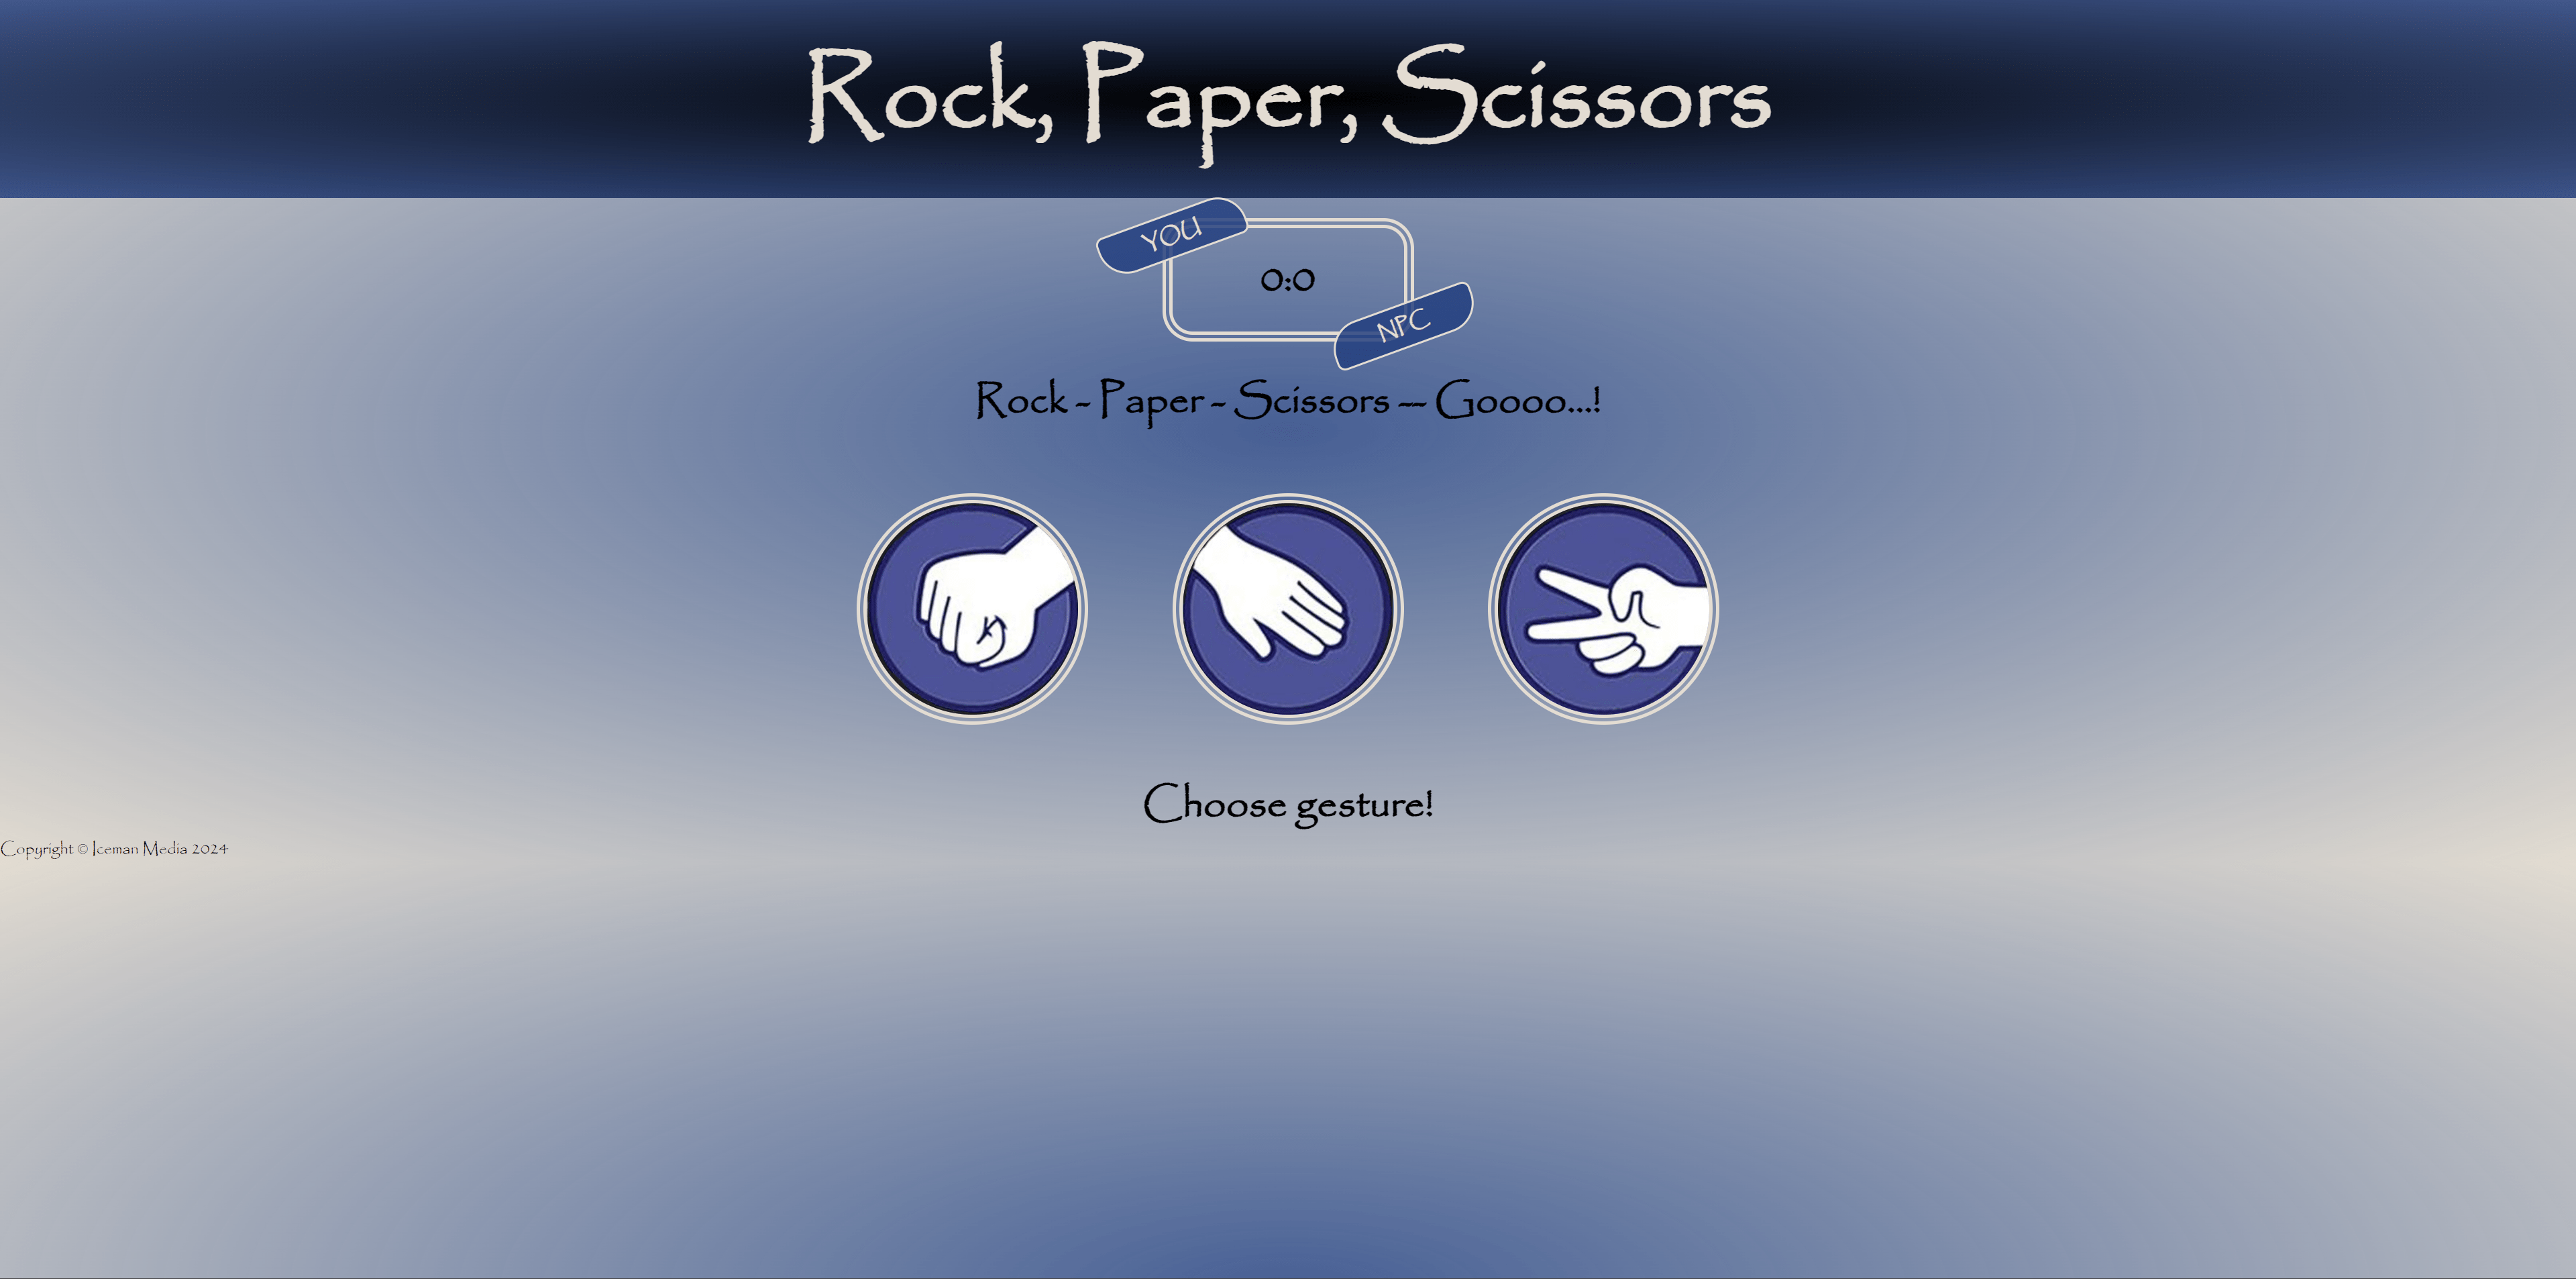 Rock, Paper, Scissors
YOU
0:0
NPC
Rock - Paper - Scissors — Goooo...!
Choose gesture!
Copyright © Iceman Media 2024